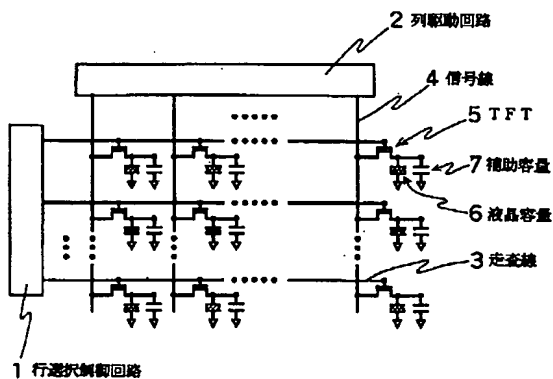 2 列駆動回路
4 信号線
5 TFT
7 補助容量
6 液晶容量
3 走査線
1 行選択制御回路